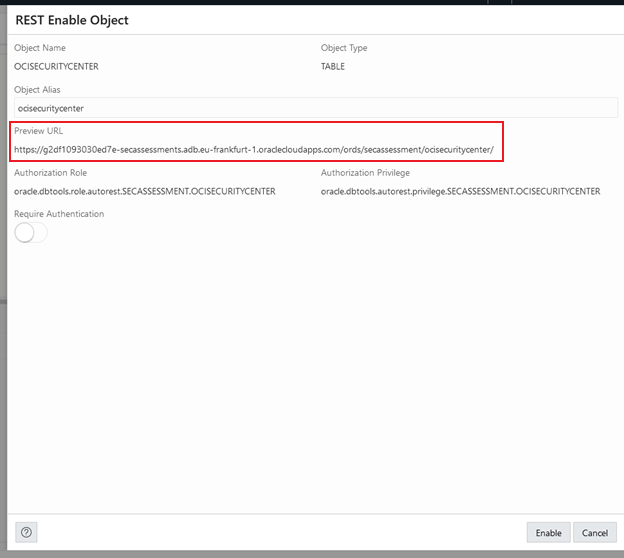 REST Enable Object
Object Name
Object Type
OCISECURITYCENTER
TABLE
Object Alias
ocisecuritycenter
Preview URL
https://g2df1093030ed7e-secassessments.adb.eu-frankfurt-1.oraclecloudapps.com/ords/secassessment/ocisecuritycenter/
Authorization Role
Authorization Privilege
oracle.dbtools.role.autorest.SECASSESSMENT.OCISECURITYCENTER
oracle.dbtools.autorest.privilege.SECASSESSMENT.OCISECURITYCENTER
Require Authentication
?
Enable
Cancel